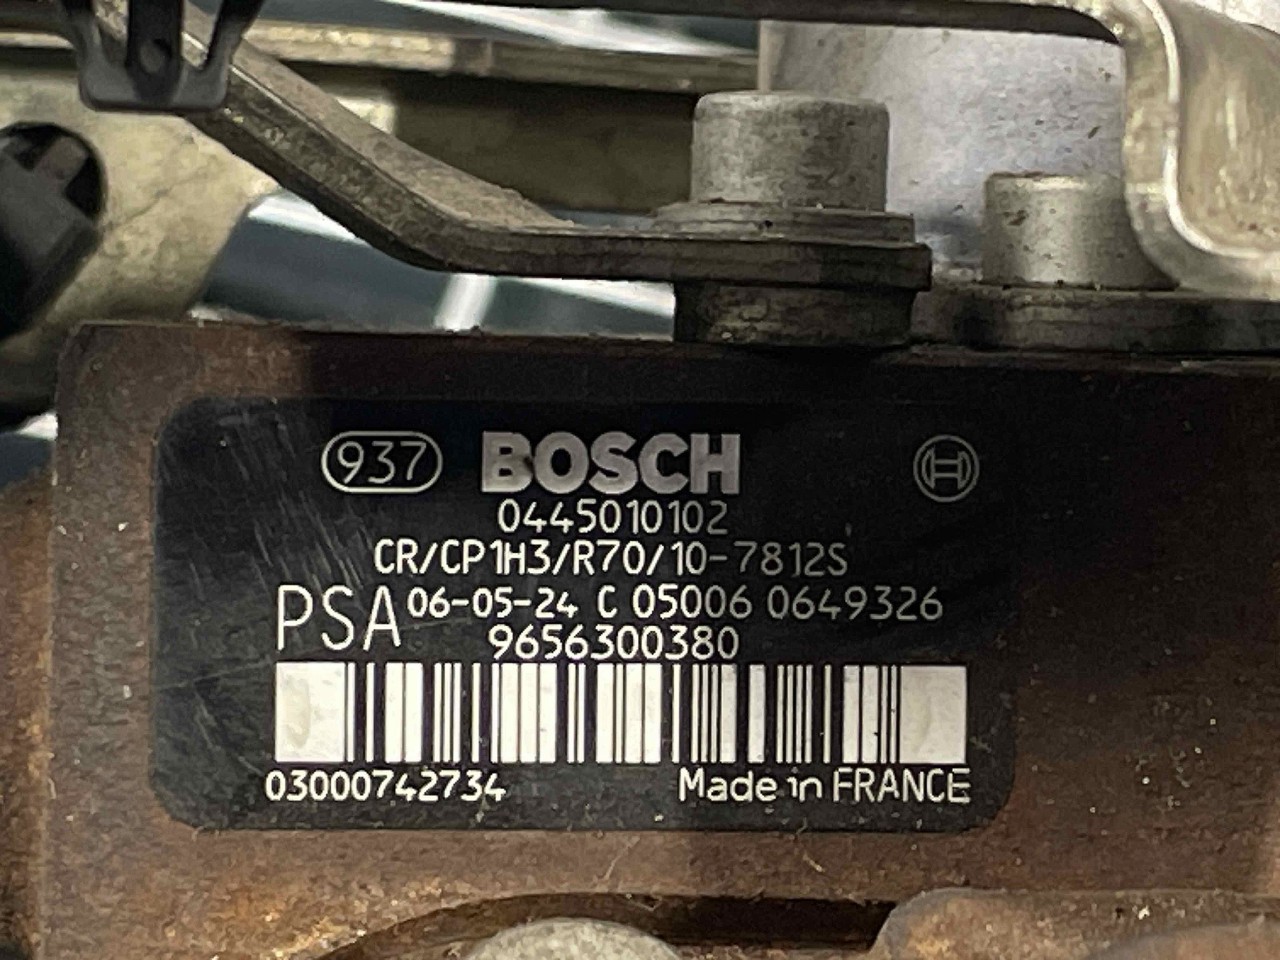 937 BOSCH
0445010102
CR/CP1H3/R70/10-7812S
PSA 06-05-24 C 05006 0649326
9656300380
03000742734 Made in FRANCE